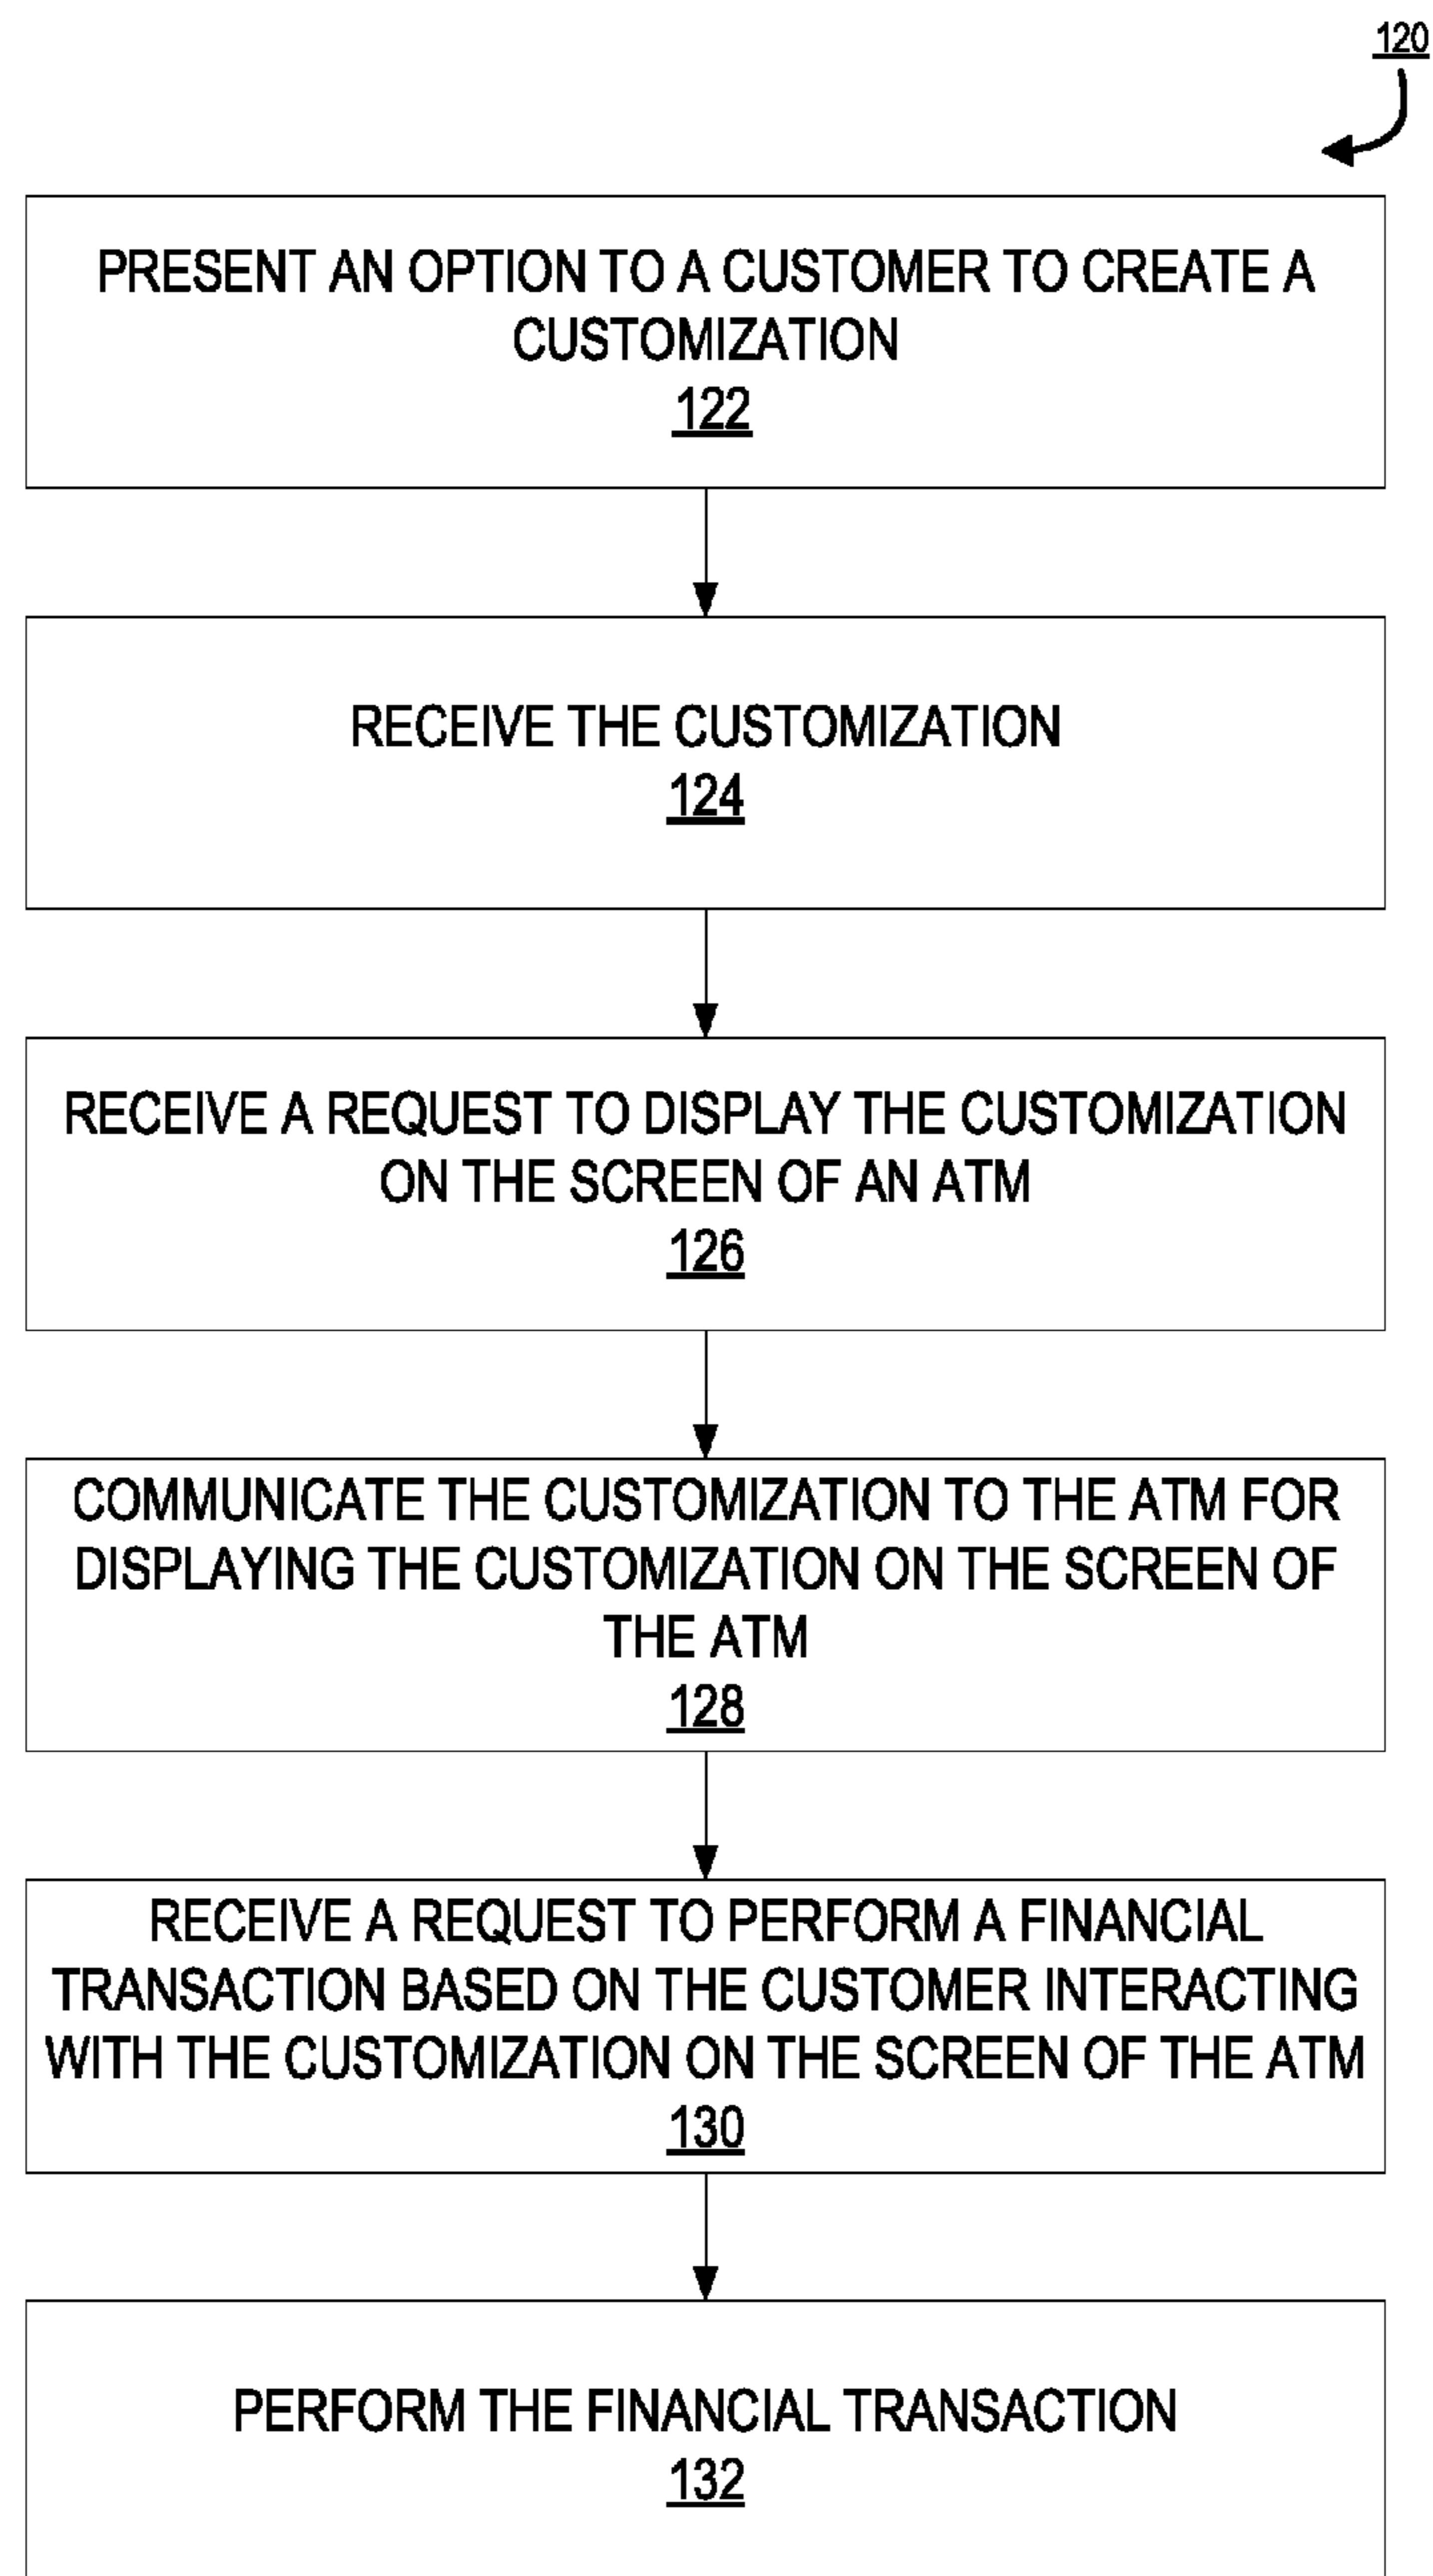 120
PRESENT AN OPTION TO A CUSTOMER TO CREATE A
CUSTOMIZATION
122
RECEIVE THE CUSTOMIZATION
124
RECEIVE A REQUEST TO DISPLAY THE CUSTOMIZATION
ON THE SCREEN OF AN ATM
126
COMMUNICATE THE CUSTOMIZATION TO THE ATM FOR
DISPLAYING THE CUSTOMIZATION ON THE SCREEN OF
THE ATM
128
RECEIVE A REQUEST TO PERFORM A FINANCIAL
TRANSACTION BASED ON THE CUSTOMER INTERACTING
WITH THE CUSTOMIZATION ON THE SCREEN OF THE ATM
130
PERFORM THE FINANCIAL TRANSACTION
132